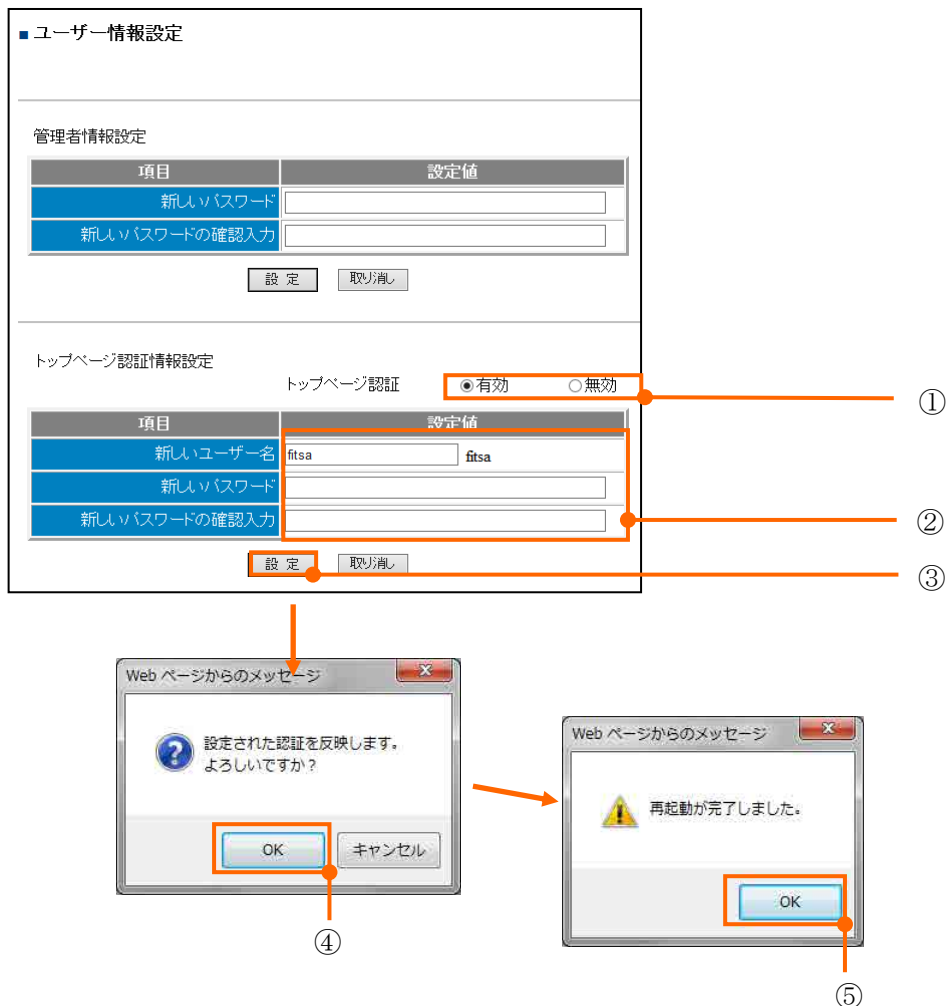 ■ ユーザー情報設定
管理者情報設定
項目 設定値
新しいパスワード
新しいパスワードの確認入力
設 定 取り消し
トップページ認証情報設定
トップページ認証 有効 無効
①
項目 設定値
新しいユーザー名 fitsa fitsa
新しいパスワード
新しいパスワードの確認入力
②
設 定 取り消し
③
Web ページからのメッセージ
設定された認証を反映します。
よろしいですか？
OK キャンセル
④
Web ページからのメッセージ
再起動が完了しました。
OK
⑤